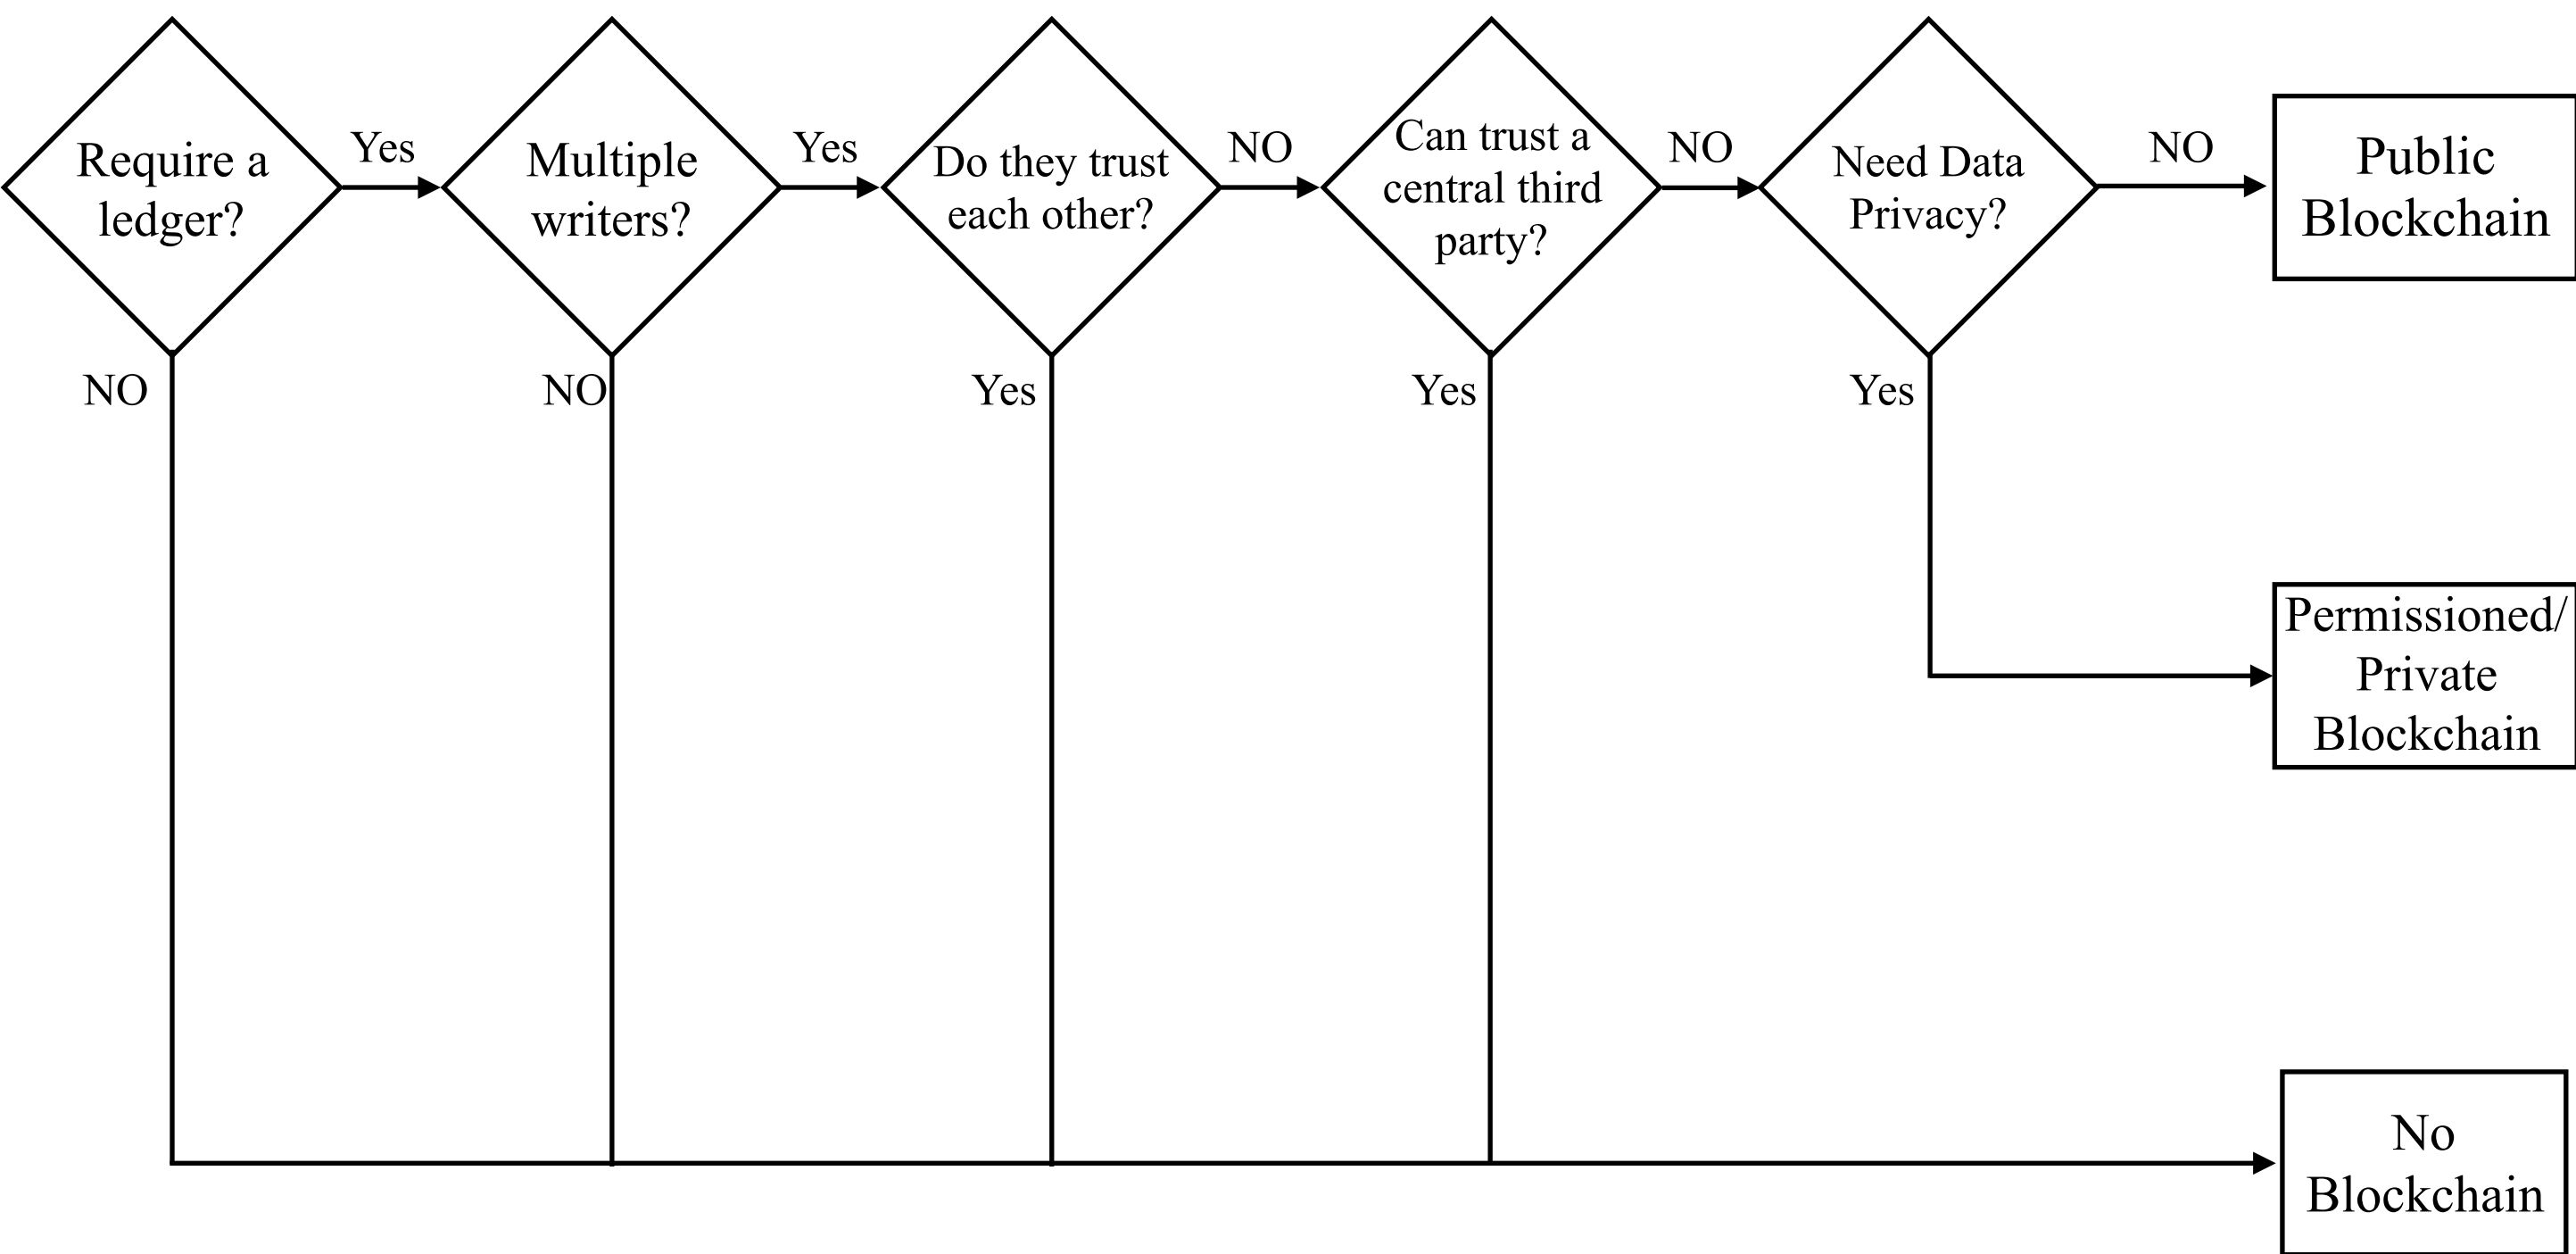 Require a
ledger?
Yes
Multiple
writers?
Yes
Do they trust
each other?
NO
Can trust a
central third
party?
NO
Need Data
Privacy?
NO
Public
Blockchain
NO
NO
Yes
Yes
Yes
Permissioned/
Private
Blockchain
No
Blockchain